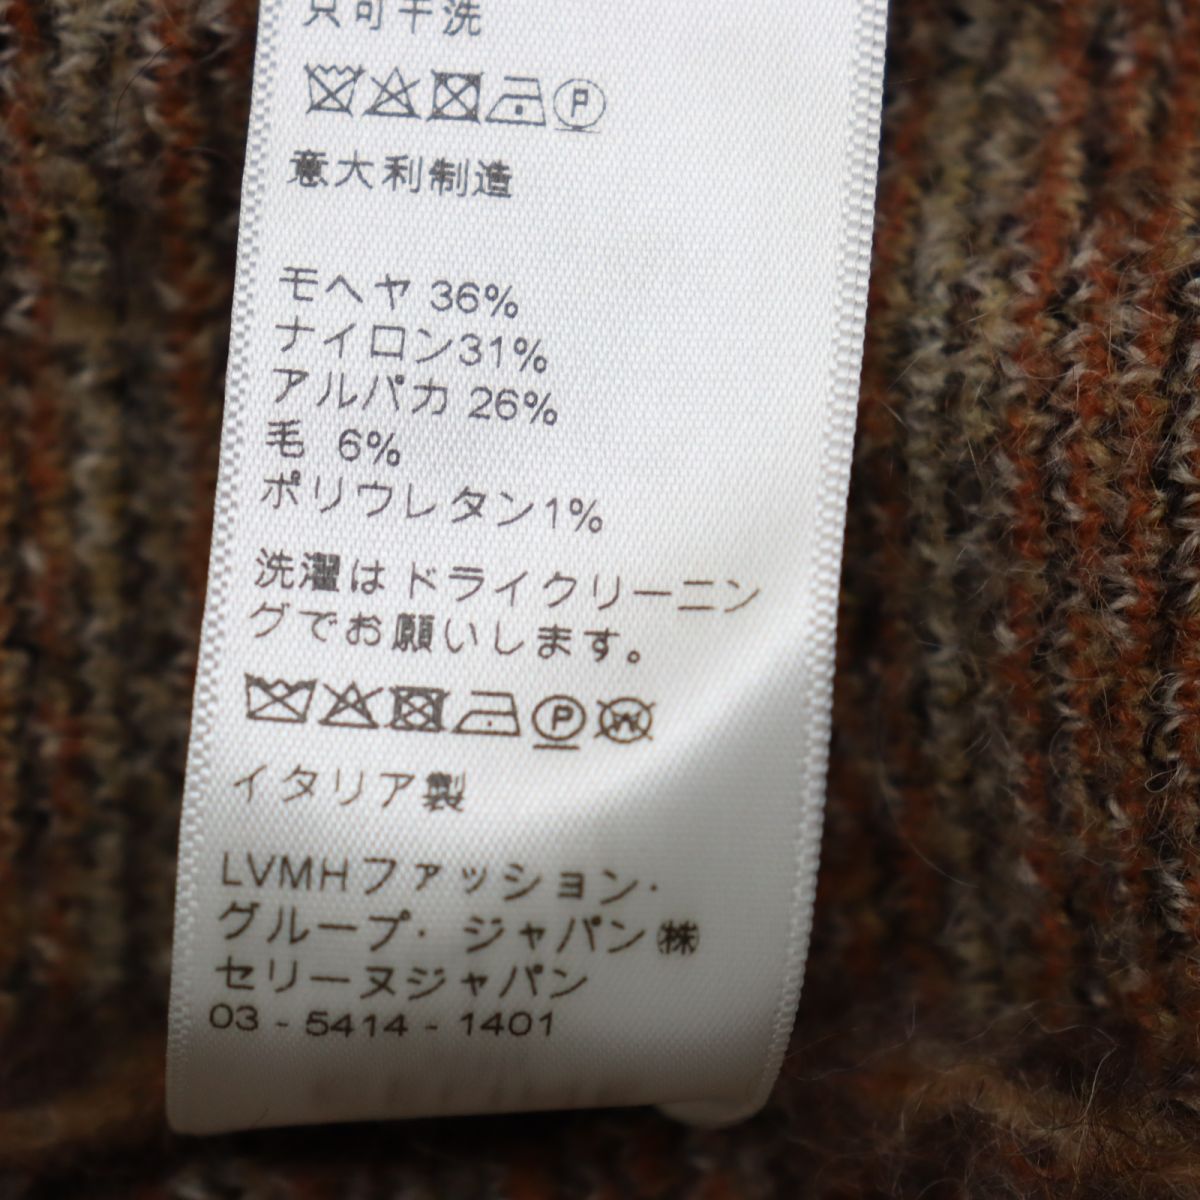 只可干洗
P
意大利制造
モヘヤ 36%
ナイロン31%
アルパカ 26%
毛 6%
ポリウレタン1%
洗濯はドライクリーニン
グでお願いします。
P W
イタリア製
LVMHファッション・
グループ・ジャパン㈱
セリーヌジャパン
03-5414-1401